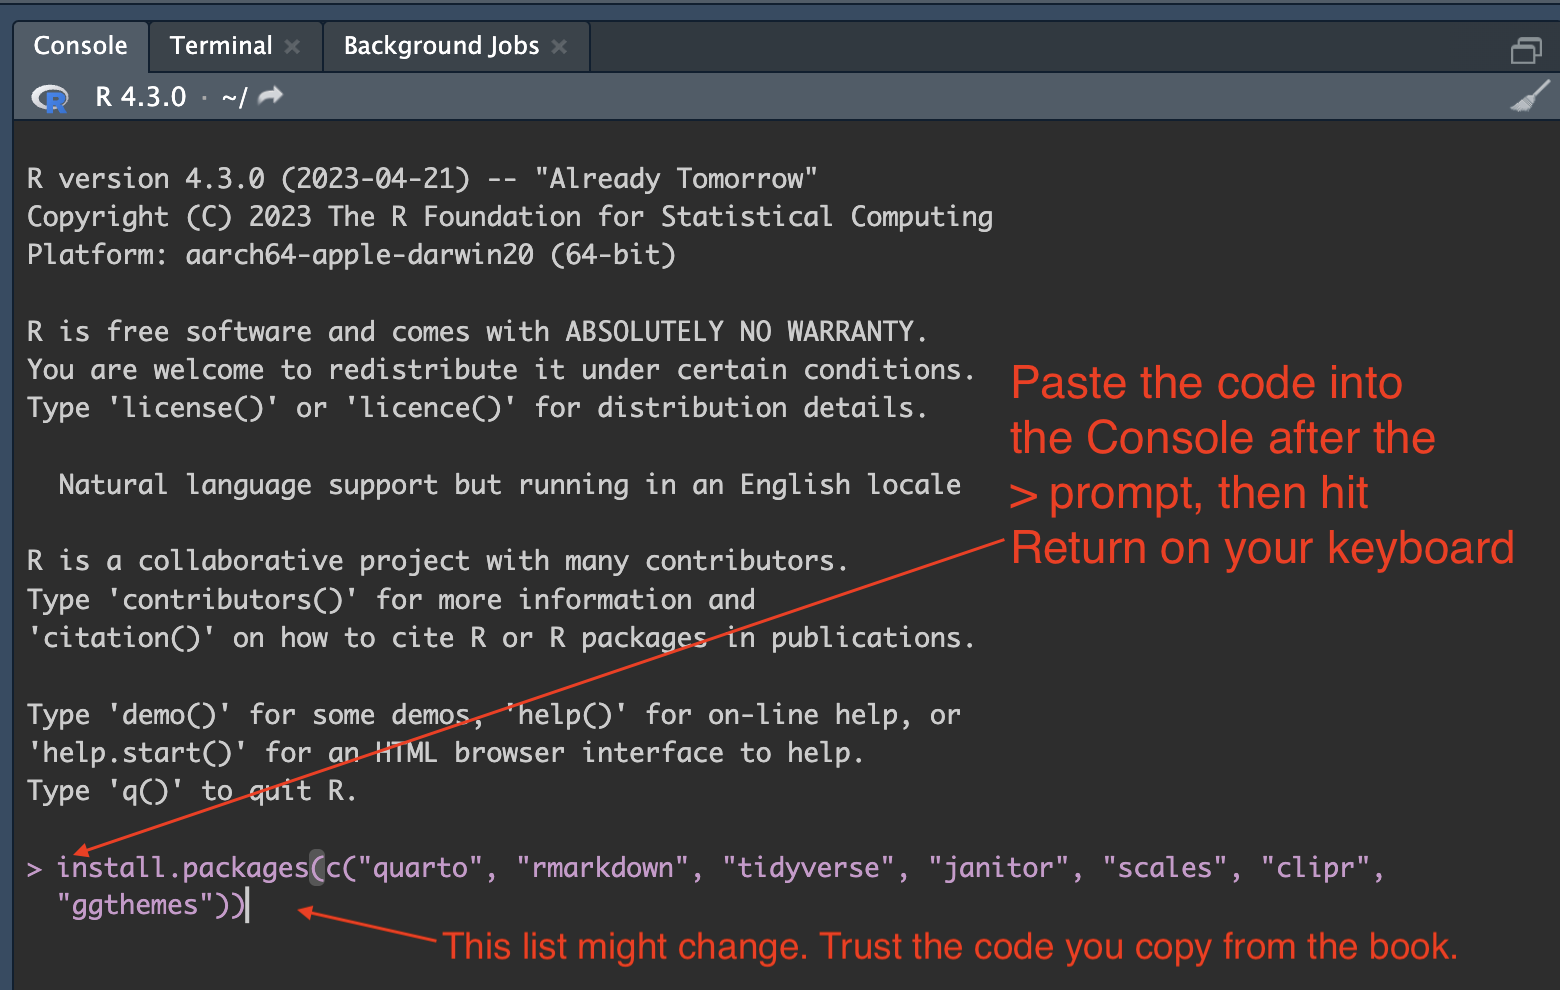 Console Terminal × Background Jobs ×
R R 4.3.0 · ~/
R version 4.3.0 (2023-04-21) -- "Already Tomorrow"
Copyright (C) 2023 The R Foundation for Statistical Computing
Platform: aarch64-apple-darwin20 (64-bit)
R is free software and comes with ABSOLUTELY NO WARRANTY.
You are welcome to redistribute it under certain conditions.
Type 'license()' or 'licence()' for distribution details.
Natural language support but running in an English locale
R is a collaborative project with many contributors.
Type 'contributors()' for more information and
'citation()' on how to cite R or R packages in publications.
Type 'demo()' for some demos, 'help()' for on-line help, or
'help.start()' for an HTML browser interface to help.
Type 'q()' to quit R.
Paste the code into
the Console after the
> prompt, then hit
Return on your keyboard
> install.packages(c("quarto", "rmarkdown", "tidyverse", "janitor", "scales", "clipr",
"ggthemes"))
This list might change. Trust the code you copy from the book.